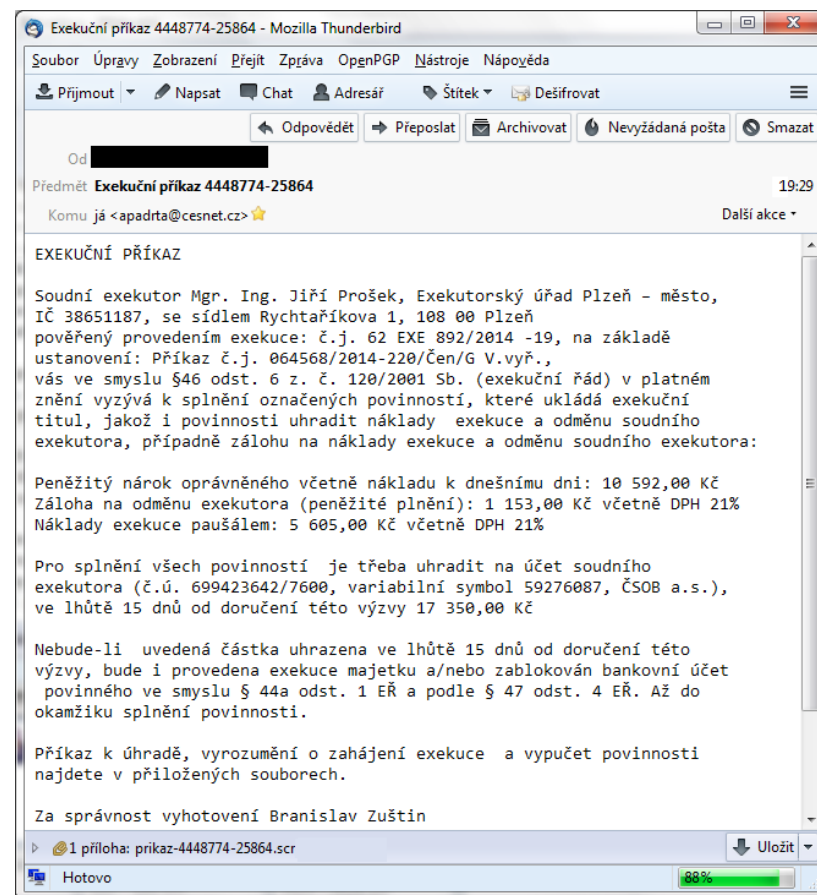 Exekuční příkaz 4448774-25864 - Mozilla Thunderbird
Soubor Úpravy Zobrazení Přejít Zpráva OpenPGP Nástroje Nápověda
Přijmout Napsat Chat Adresář Štítek Dešifrovat
Odpovědět Přeposlat Archivovat Nevyžádaná pošta Smazat
Od
Předmět Exekuční příkaz 4448774-25864 19:29
Komu já <apadrta@cesnet.cz> Další akce
EXEKUČNÍ PŘÍKAZ
Soudní exekutor Mgr. Ing. Jiří Prošek, Exekutorský úřad Plzeň – město,
IČ 38651187, se sídlem Rychtaříkova 1, 108 00 Plzeň
pověřený provedením exekuce: č.j. 62 EXE 892/2014 -19, na základě
ustanovení: Příkaz č.j. 064568/2014-220/Čen/G V.vyř.,
vás ve smyslu §46 odst. 6 z. č. 120/2001 Sb. (exekuční řád) v platném
znění vyzývá k splnění označených povinností, které ukládá exekuční
titul, jakož i povinnosti uhradit náklady  exekuce a odměnu soudního
exekutora, případně zálohu na náklady exekuce a odměnu soudního exekutora:
Peněžitý nárok oprávněného včetně nákladu k dnešnímu dni: 10 592,00 Kč
Záloha na odměnu exekutora (peněžité plnění): 1 153,00 Kč včetně DPH 21%
Náklady exekuce paušálem: 5 605,00 Kč včetně DPH 21%
Pro splnění všech povinností  je třeba uhradit na účet soudního
exekutora (č.ú. 699423642/7600, variabilní symbol 59276087, ČSOB a.s.),
ve lhůtě 15 dnů od doručení této výzvy 17 350,00 Kč
Nebude-li  uvedená částka uhrazena ve lhůtě 15 dnů od doručení této
výzvy, bude i provedena exekuce majetku a/nebo zablokován bankovní účet
povinného ve smyslu § 44a odst. 1 EŘ a podle § 47 odst. 4 EŘ. Až do
okamžiku splnění povinnosti.
Příkaz k úhradě, vyrozumění o zahájení exekuce  a vypučet povinnosti
najdete v přiložených souborech.
Za správnost vyhotovení Branislav Zuštin
1 příloha: prikaz-4448774-25864.scr Uložit
Hotovo 88%